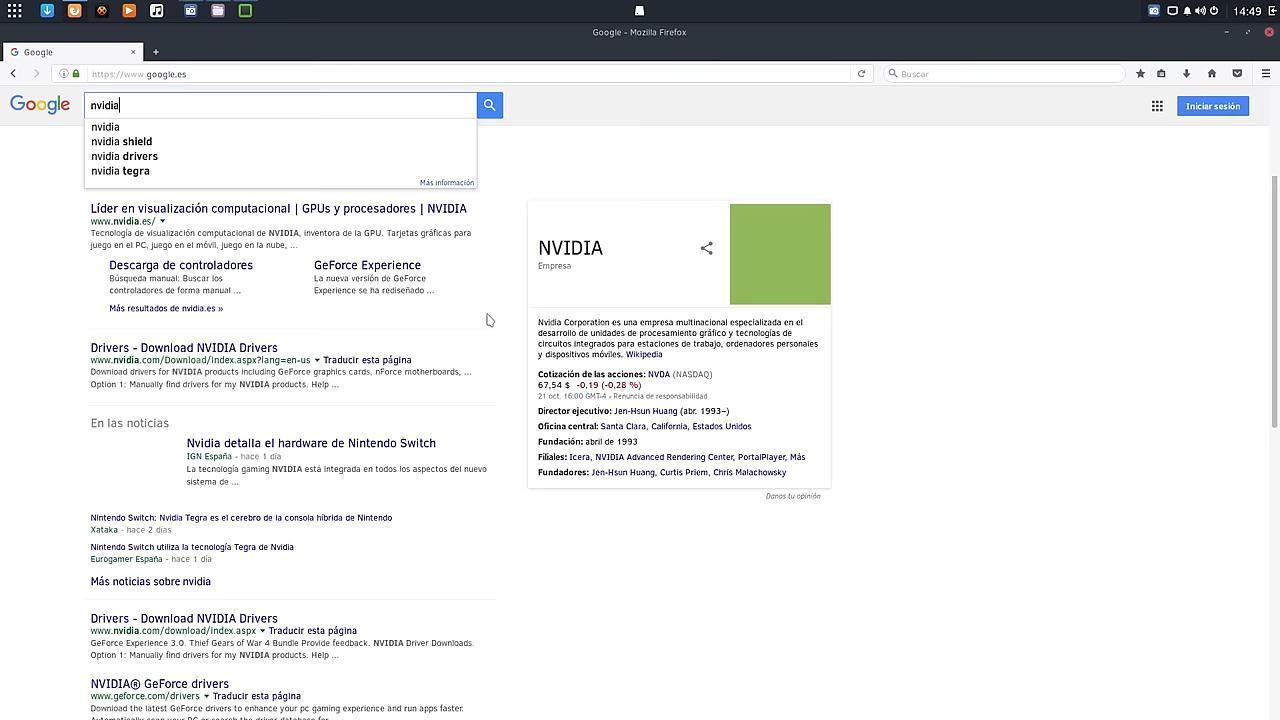 14:49
Google - Mozilla Firefox
Google
https://www.google.es
Buscar
Google
nvidia
Iniciar sesión
nvidia
nvidia shield
nvidia drivers
nvidia tegra
Más información
Líder en visualización computacional | GPUs y procesadores | NVIDIA
www.nvidia.es/
Tecnología de visualización computacional de NVIDIA, inventora de la GPU. Tarjetas gráficas para
juego en el PC, juego en el móvil, juego en la nube, ...
Descarga de controladores
Búsqueda manual: Buscar los
controladores de forma manual ...
GeForce Experience
La nueva versión de GeForce
Experience se ha rediseñado ...
Más resultados de nvidia.es »
Drivers - Download NVIDIA Drivers
www.nvidia.com/Download/index.aspx?lang=en-us Traducir esta página
Download drivers for NVIDIA products including GeForce graphics cards, nForce motherboards, ...
Option 1: Manually find drivers for my NVIDIA products. Help ...
En las noticias
Nvidia detalla el hardware de Nintendo Switch
IGN España - hace 1 día
La tecnología gaming NVIDIA está integrada en todos los aspectos del nuevo
sistema de ...
Nintendo Switch: Nvidia Tegra es el cerebro de la consola híbrida de Nintendo
Xataka - hace 2 días
Nintendo Switch utiliza la tecnología Tegra de Nvidia
Eurogamer España - hace 1 día
Más noticias sobre nvidia
Drivers - Download NVIDIA Drivers
www.nvidia.com/download/index.aspx Traducir esta página
GeForce Experience 3.0. Thief Gears of War 4 Bundle Provide feedback. NVIDIA Driver Downloads.
Option 1: Manually find drivers for my NVIDIA products. Help ...
NVIDIA® GeForce drivers
www.geforce.com/drivers Traducir esta página
Download the latest GeForce drivers to enhance your pc gaming experience and run apps faster.
Automatically scan your PC or search the driver database for
NVIDIA
Empresa
Nvidia Corporation es una empresa multinacional especializada en el
desarrollo de unidades de procesamiento gráfico y tecnologías de
circuitos integrados para estaciones de trabajo, ordenadores personales
y dispositivos móviles. Wikipedia
Cotización de las acciones: NVDA (NASDAQ)
67,54 $ -0,19 (-0,28 %)
21 oct. 16:00 GMT-4 - Renuncia de responsabilidad
Director ejecutivo: Jen-Hsun Huang (abr. 1993–)
Oficina central: Santa Clara, California, Estados Unidos
Fundación: abril de 1993
Filiales: Icera, NVIDIA Advanced Rendering Center, PortalPlayer, Más
Fundadores: Jen-Hsun Huang, Curtis Priem, Chris Malachowsky
Danos tu opinión